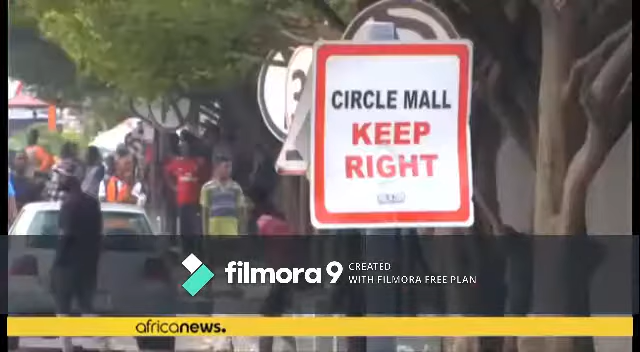 CIRCLE MALL
KEEP
RIGHT
filmora 9
CREATED
WITH FILMORA FREE PLAN
africanews.